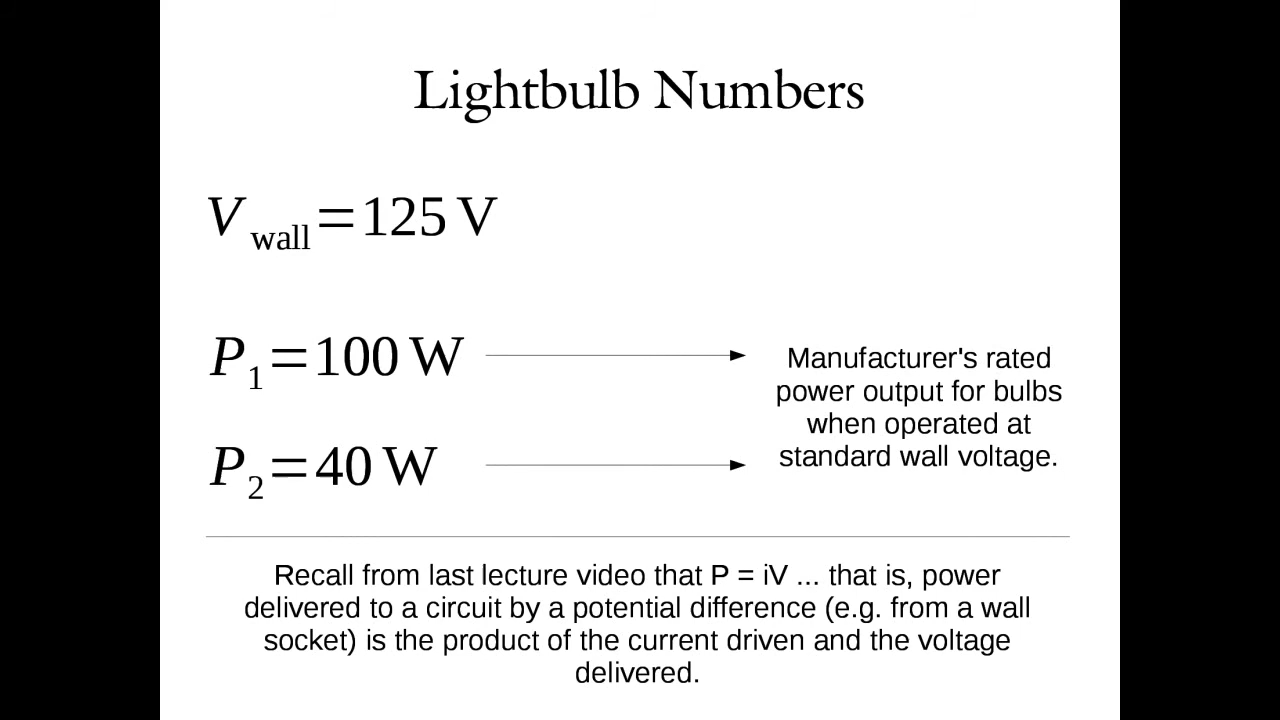 Lightbulb Numbers
V wall = 125 V
P1 = 100 W
P2 = 40 W
Manufacturer's rated
power output for bulbs
when operated at
standard wall voltage.
Recall from last lecture video that P = iV ... that is, power
delivered to a circuit by a potential difference (e.g. from a wall
socket) is the product of the current driven and the voltage
delivered.